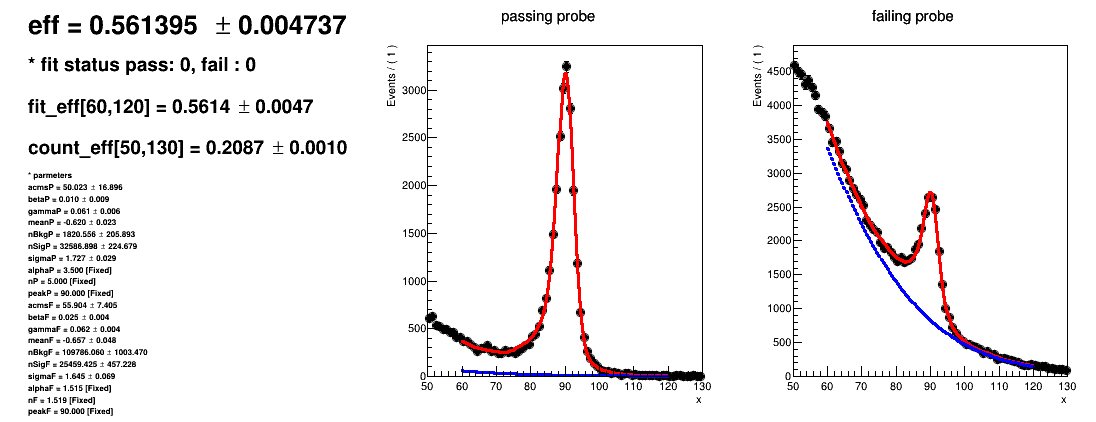 eff = 0.561395 ± 0.004737
* fit status pass: 0, fail : 0
fit_eff[60,120] = 0.5614 ± 0.0047
count_eff[50,130] = 0.2087 ± 0.0010
* parmeters
acmsP = 50.023 ± 16.896
betaP = 0.010 ± 0.009
gammaP = 0.061 ± 0.006
meanP = -0.620 ± 0.023
nBkgP = 1820.556 ± 205.893
nSigP = 32586.898 ± 224.679
sigmaP = 1.727 ± 0.029
alphaP = 3.500 [Fixed]
nP = 5.000 [Fixed]
peakP = 90.000 [Fixed]
acmsF = 55.904 ± 7.405
betaF = 0.025 ± 0.004
gammaF = 0.062 ± 0.004
meanF = -0.657 ± 0.048
nBkgF = 109786.060 ± 1003.470
nSigF = 25459.425 ± 457.228
sigmaF = 1.645 ± 0.069
alphaF = 1.515 [Fixed]
nF = 1.519 [Fixed]
peakF = 90.000 [Fixed]
passing probe
Events / ( 1 )
3000
2500
2000
1500
1000
500
0
50 60 70 80 90 100 110 120 130
x
failing probe
Events / ( 1 )
4500
4000
3500
3000
2500
2000
1500
1000
500
0
50 60 70 80 90 100 110 120 130
x